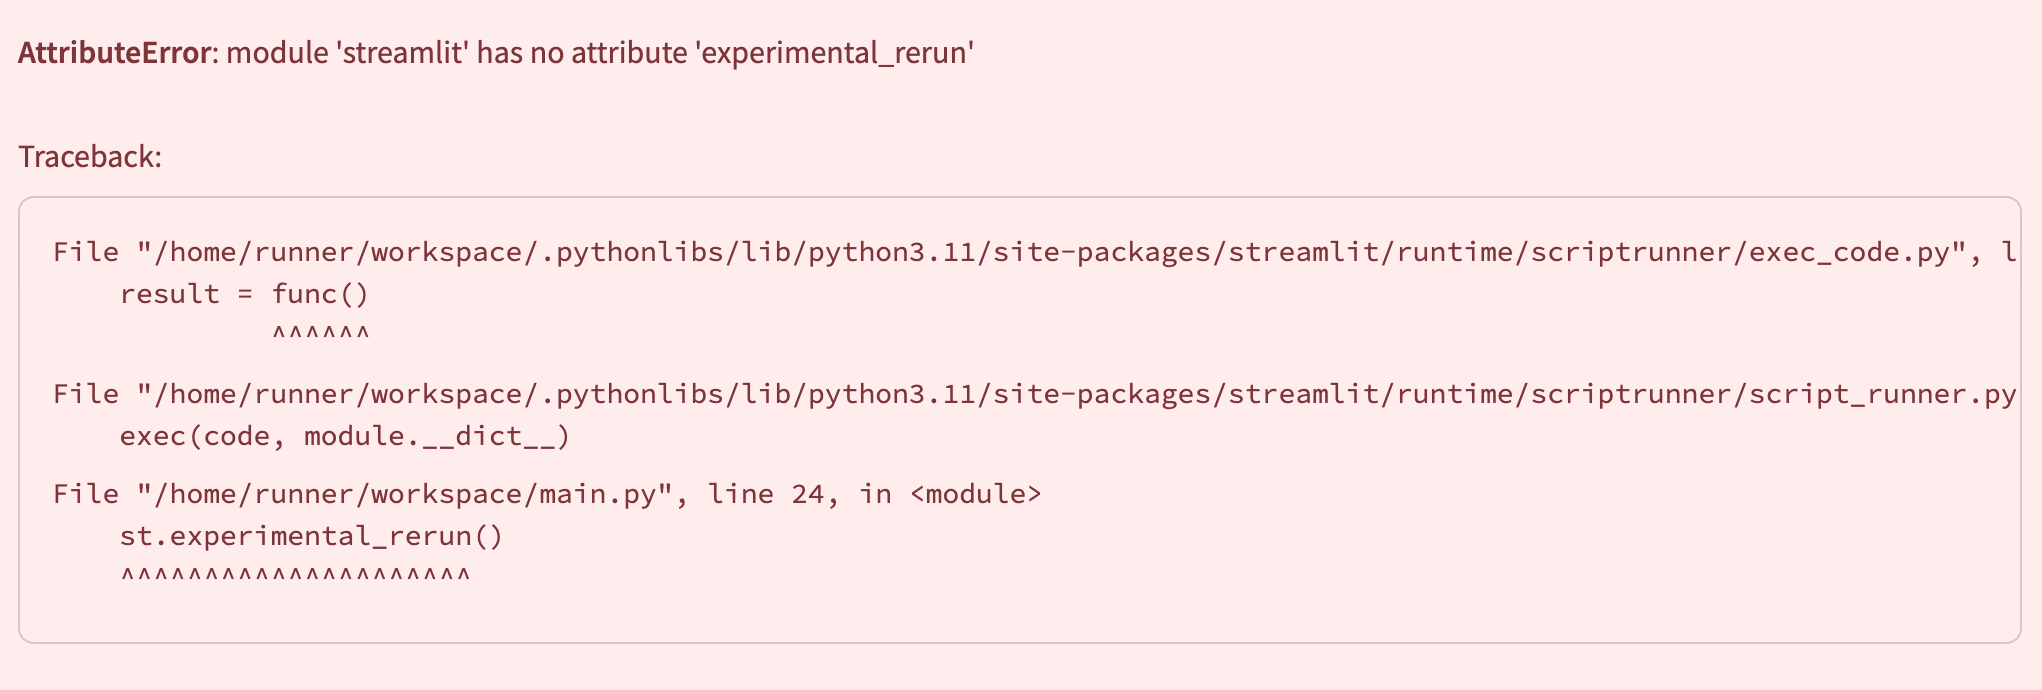 AttributeError: module 'streamlit' has no attribute 'experimental_rerun'
Traceback:
File "/home/runner/workspace/.pythonlibs/lib/python3.11/site-packages/streamlit/runtime/scriptrunner/exec_code.py", l
    result = func()
             ^^^^^^
File "/home/runner/workspace/.pythonlibs/lib/python3.11/site-packages/streamlit/runtime/scriptrunner/script_runner.py
    exec(code, module.__dict__)
File "/home/runner/workspace/main.py", line 24, in <module>
    st.experimental_rerun()
    ^^^^^^^^^^^^^^^^^^^^^